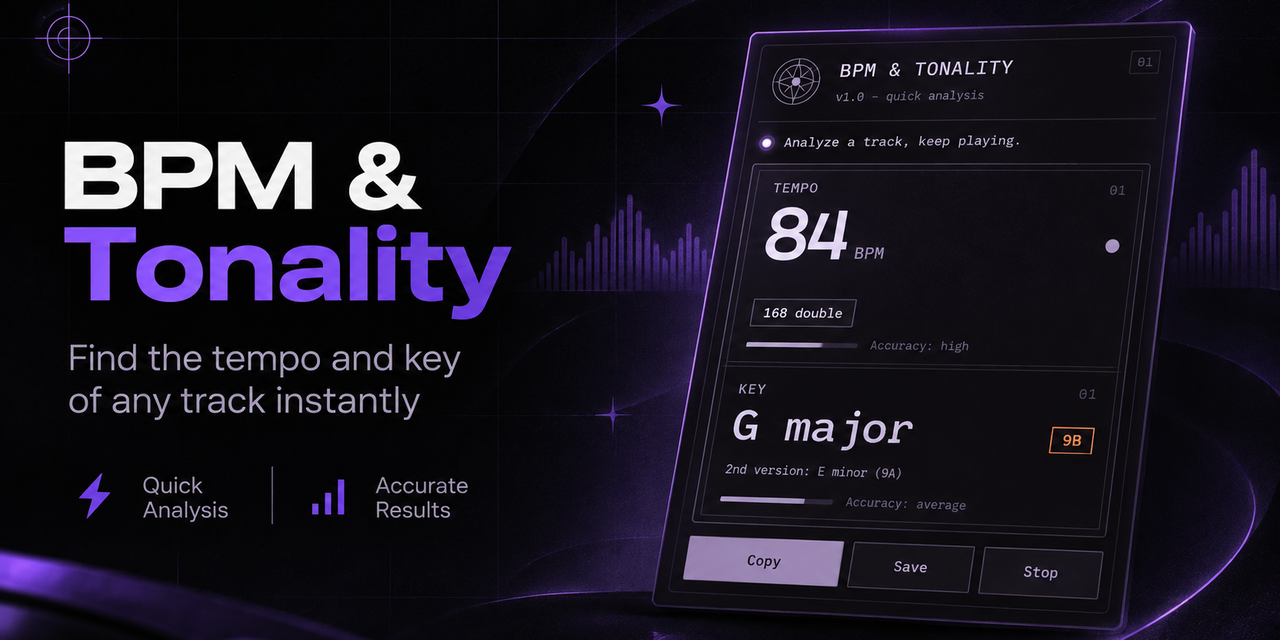 BPM &
Tonality
Find the tempo and key
of any track instantly
Quick
Analysis
Accurate
Results
BPM & TONALITY
01
v1.0 – quick analysis
Analyze a track, keep playing.
TEMPO
01
84 BPM
168 double
Accuracy: high
KEY
01
G major
9B
2nd version: E minor (9A)
Accuracy: average
Copy
Save
Stop